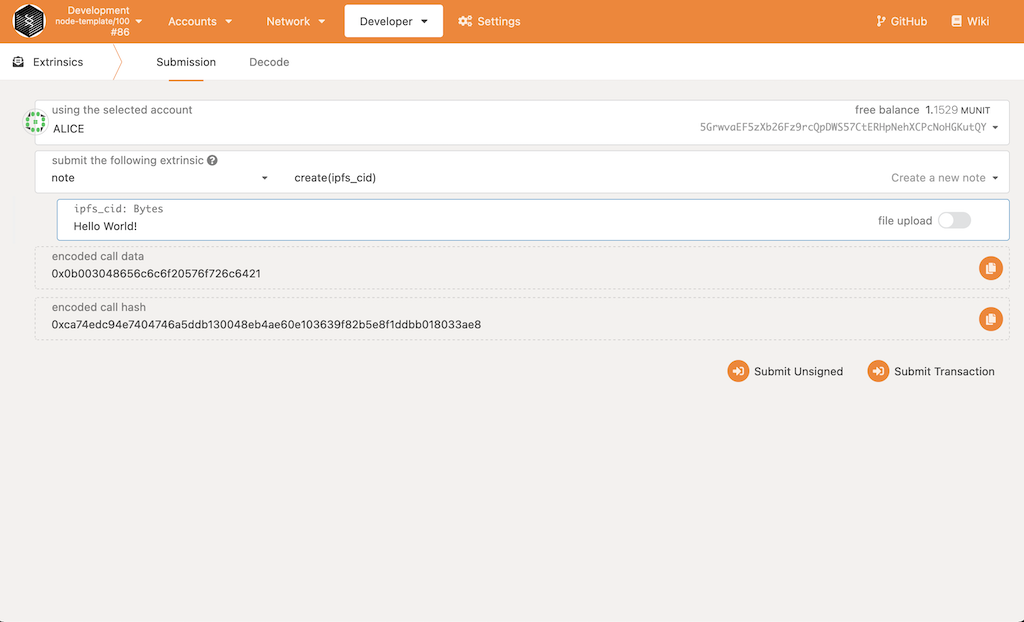 Development
node-template/100
#86
Accounts
Network
Developer
Settings
GitHub
Wiki
Extrinsics
Submission
Decode
using the selected account
free balance 1.1529 MUNIT
ALICE
5GrwvaEF5zXb26Fz9rcQpDWS57CtERHpNehXCPcNoHGKutQY
submit the following extrinsic
note
create(ipfs_cid)
Create a new note
ipfs_cid: Bytes
Hello World!
file upload
encoded call data
0x0b003048656c6c6f20576f726c6421
encoded call hash
0xca74edc94e7404746a5ddb130048eb4ae60e103639f82b5e8f1ddbb018033ae8
Submit Unsigned
Submit Transaction